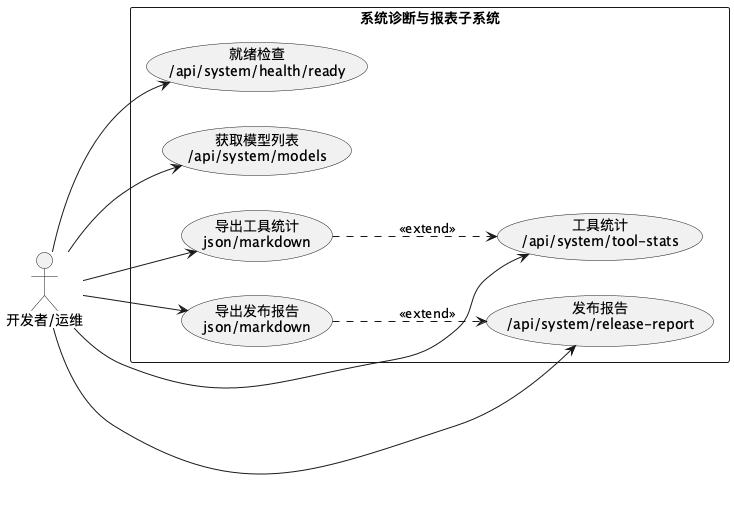 系统诊断与报表子系统
就绪检查
/api/system/health/ready
获取模型列表
/api/system/models
导出工具统计
json/markdown
«extend»
工具统计
/api/system/tool-stats
导出发布报告
json/markdown
«extend»
发布报告
/api/system/release-report
开发者/运维